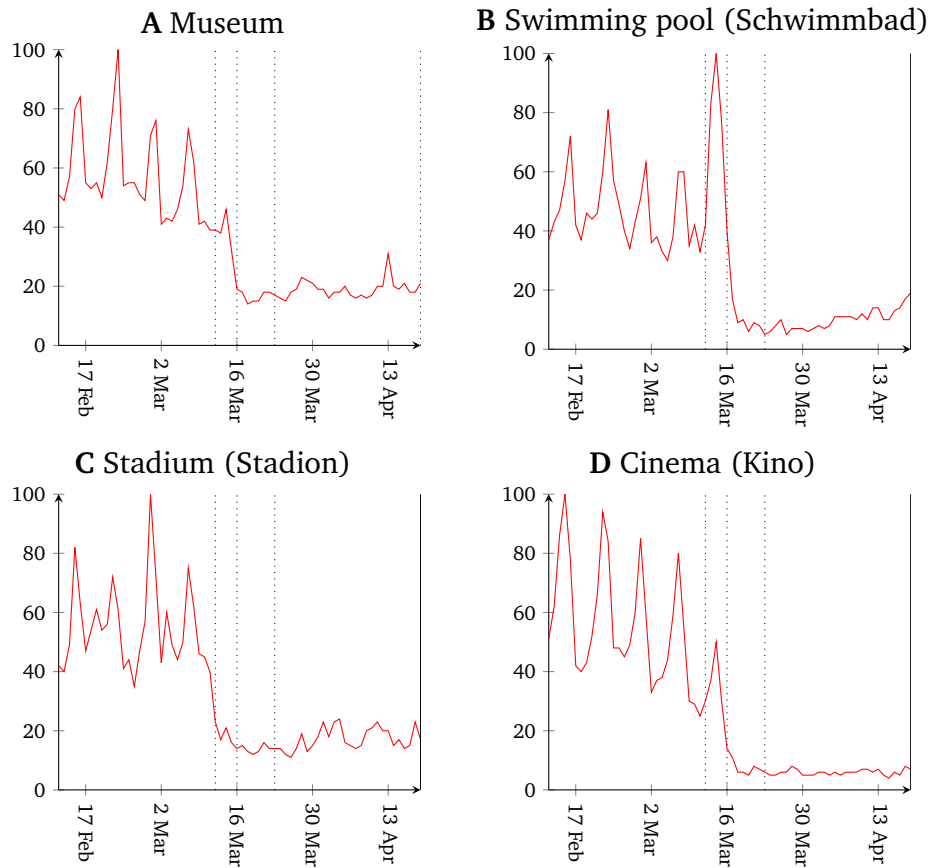 A Museum
100
80
60
40
20
0
17 Feb
2 Mar
16 Mar
30 Mar
13 Apr
B Swimming pool (Schwimmbad)
100
80
60
40
20
0
17 Feb
2 Mar
16 Mar
30 Mar
13 Apr
C Stadium (Stadion)
100
80
60
40
20
0
17 Feb
2 Mar
16 Mar
30 Mar
13 Apr
D Cinema (Kino)
100
80
60
40
20
0
17 Feb
2 Mar
16 Mar
30 Mar
13 Apr